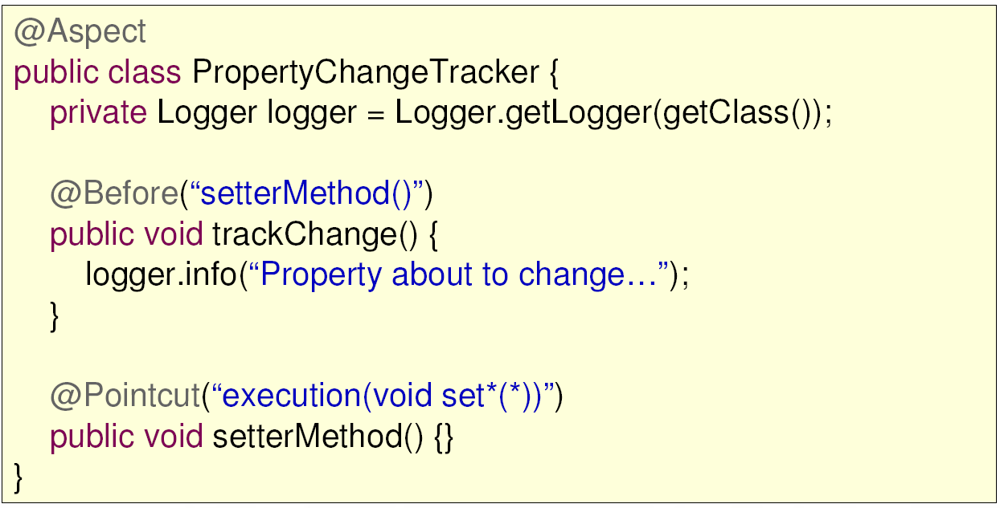 @Aspect
public class PropertyChangeTracker {
private Logger logger = Logger.getLogger(getClass());
@Before(“setterMethod()”)
public void trackChange() {
logger.info(“Property about to change…”);
}
@Pointcut(“execution(void set*(*))”)
public void setterMethod() {}
}